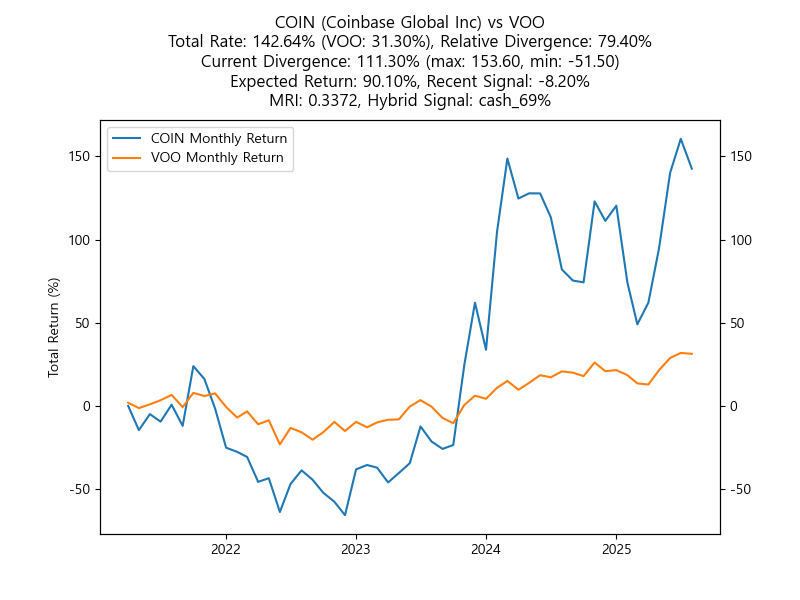 COIN (Coinbase Global Inc) vs VOO
Total Rate: 142.64% (VOO: 31.30%), Relative Divergence: 79.40%
Current Divergence: 111.30% (max: 153.60, min: -51.50)
Expected Return: 90.10%, Recent Signal: -8.20%
MRI: 0.3372, Hybrid Signal: cash_69%
COIN Monthly Return
VOO Monthly Return
Total Return (%)
150
100
50
0
-50
150
100
50
0
-50
2022
2023
2024
2025